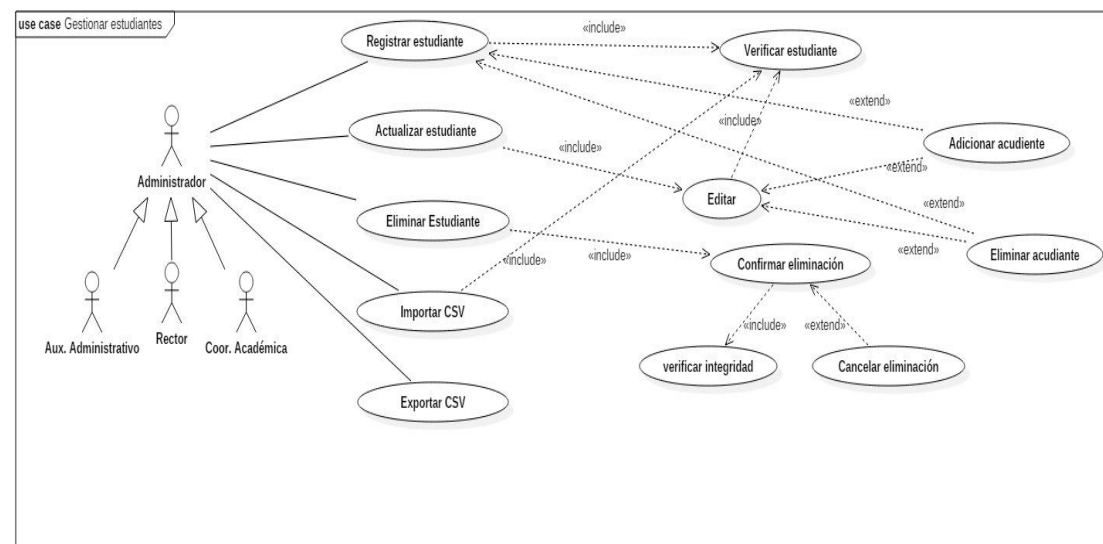 use case Gestionar estudiantes
Registrar estudiante
«include»
Verificar estudiante
«extend»
Actualizar estudiante
«include»
«include»
Adicionar acudiente
«extend»
Administrador
Editar
«extend»
Eliminar Estudiante
«include»
«include»
«extend»
Eliminar acudiante
Confirmar eliminación
Importar CSV
«include»
«extend»
Aux. Administrativo
Rector
Coor. Académica
verificar integridad
Cancelar eliminación
Exportar CSV